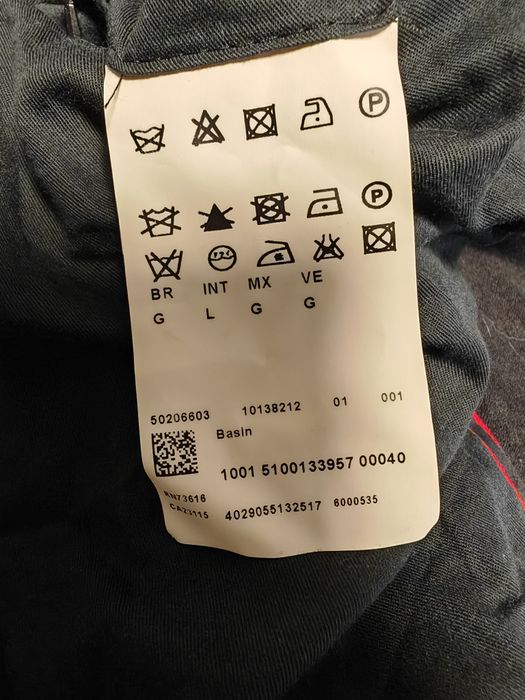 P
P
BR INT MX VE
G L G G
50206603 10138212 01 001
Basin
1001 5100133957 00040
RN73616
CA23115 4029055132517 6000535